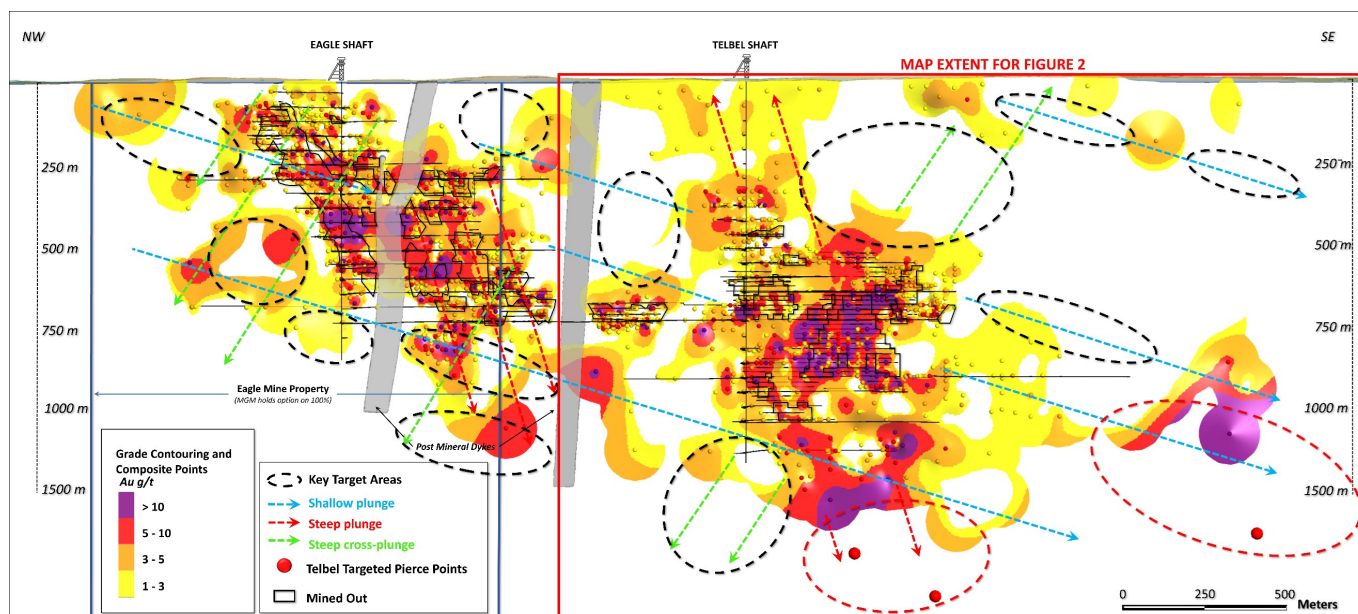 NW
EAGLE SHAFT
TELBEL SHAFT
SE
MAP EXTENT FOR FIGURE 2
250 m
500 m
750 m
1000 m
1500 m
250 m
500 m
750 m
1000 m
1500 m
Eagle Mine Property
(MGM holds option on 100%)
Post Mineral Dykes
Grade Contouring and
Composite Points
Au g/t
> 10
5 - 10
3 - 5
1 - 3
Key Target Areas
Shallow plunge
Steep plunge
Steep cross-plunge
Telbel Targeted Pierce Points
Mined Out
0 250 500
Meters